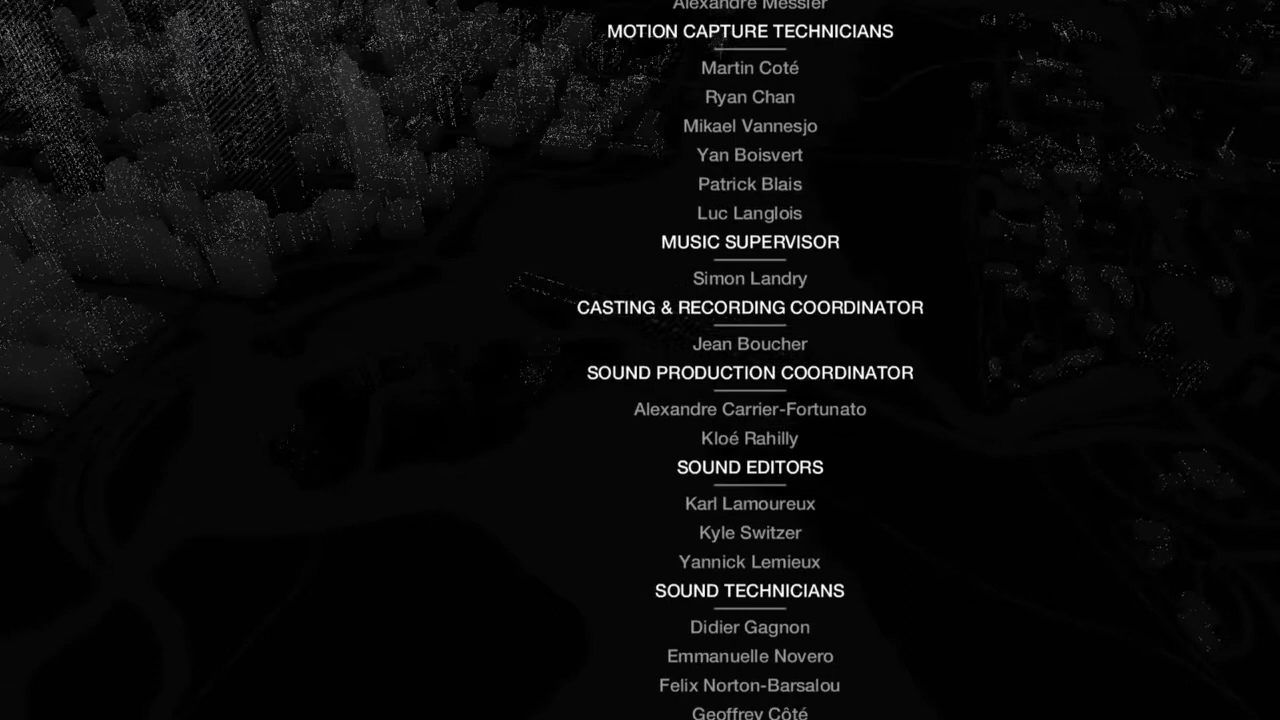 Alexandre Messier
MOTION CAPTURE TECHNICIANS
Martin Coté
Ryan Chan
Mikael Vannesjo
Yan Boisvert
Patrick Blais
Luc Langlois
MUSIC SUPERVISOR
Simon Landry
CASTING & RECORDING COORDINATOR
Jean Boucher
SOUND PRODUCTION COORDINATOR
Alexandre Carrier-Fortunato
Kloé Rahilly
SOUND EDITORS
Karl Lamoureux
Kyle Switzer
Yannick Lemieux
SOUND TECHNICIANS
Didier Gagnon
Emmanuelle Novero
Felix Norton-Barsalou
Geoffrey Côté